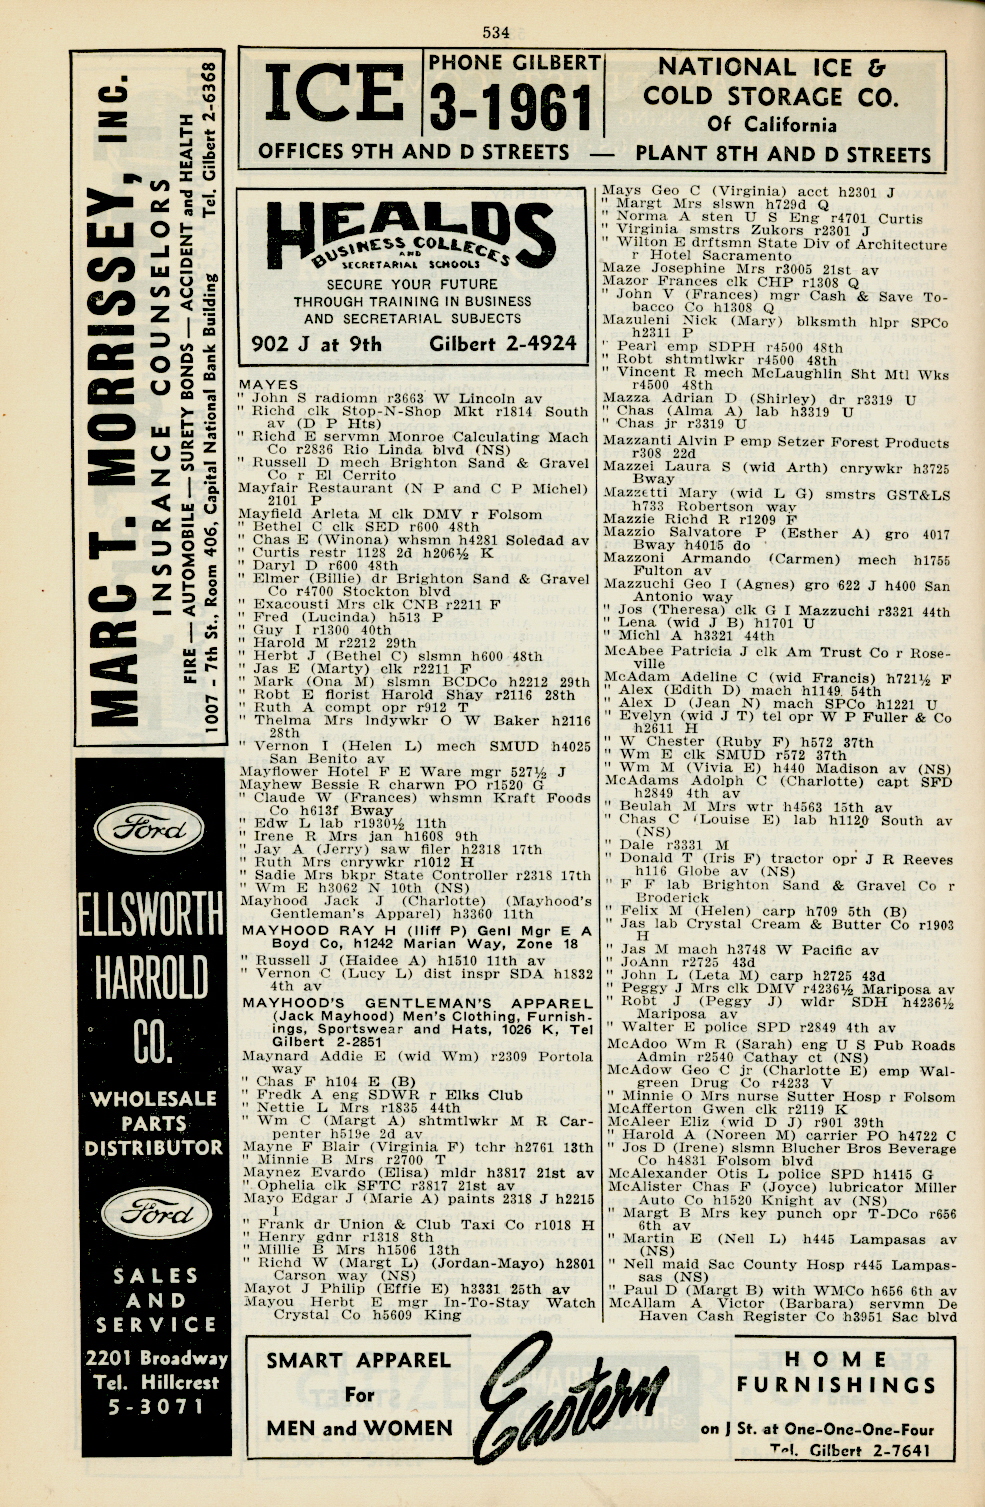 534
MARC T. MORRISSEY, INC.
INSURANCE COUNSELORS
FIRE — AUTOMOBILE — SURETY BONDS — ACCIDENT and HEALTH
1007 - 7th St., Room 406, Capital National Bank Building Tel. Gilbert 2-6368
ICE
PHONE GILBERT
3-1961
NATIONAL ICE &
COLD STORAGE CO.
Of California
OFFICES 9TH AND D STREETS — PLANT 8TH AND D STREETS
HEALDS
BUSINESS COLLEGES
AND
SECRETARIAL SCHOOLS
SECURE YOUR FUTURE
THROUGH TRAINING IN BUSINESS
AND SECRETARIAL SUBJECTS
902 J at 9th Gilbert 2-4924
MAYES
" John S radiomn r3663 W Lincoln av
" Richd clk Stop-N-Shop Mkt r1814 South
av (D P Hts)
" Richd E servmn Monroe Calculating Mach
Co r2836 Rio Linda blvd (NS)
" Russell D mech Brighton Sand & Gravel
Co r El Cerrito
Mayfair Restaurant (N P and C P Michel)
2101 P
Mayfield Arleta M clk DMV r Folsom
" Bethel C clk SED r600 48th
" Chas E (Winona) whsmn h4281 Soledad av
" Curtis restr 1128 2d h206½ K
" Daryl D r600 48th
" Elmer (Billie) dr Brighton Sand & Gravel
Co r4700 Stockton blvd
" Exacousti Mrs clk CNB r2211 F
" Fred (Lucinda) h513 P
" Guy I r1300 40th
" Harold M r2212 29th
" Herbt J (Bethel C) slsmn h600 48th
" Jas E (Marty) clk r2211 F
" Mark (Ona M) slsmn BCDCo h2212 29th
" Robt E florist Harold Shay r2116 28th
" Ruth A compt opr r912 T
" Thelma Mrs lndywkr O W Baker h2116
28th
" Vernon I (Helen L) mech SMUD h4025
San Benito av
Mayflower Hotel F E Ware mgr 527½ J
Mayhew Bessie R charwn PO r1520 G
" Claude W (Frances) whsmn Kraft Foods
Co h613f Bway
" Edw L lab r1930½ 11th
" Irene R Mrs jan h1608 9th
" Jay A (Jerry) saw filer h2318 17th
" Ruth Mrs cnrywkr r1012 H
" Sadie Mrs bkpr State Controller r2318 17th
" Wm E h3062 N 10th (NS)
Mayhood Jack J (Charlotte) (Mayhood's
Gentleman's Apparel) h3360 11th
MAYHOOD RAY H (Iliff P) Genl Mgr E A
Boyd Co, h1242 Marian Way, Zone 18
" Russell J (Haidee A) h1510 11th av
" Vernon C (Lucy L) dist inspr SDA h1832
4th av
MAYHOOD'S GENTLEMAN'S APPAREL
(Jack Mayhood) Men's Clothing, Furnish-
ings, Sportswear and Hats, 1026 K, Tel
Gilbert 2-2851
Maynard Addie E (wid Wm) r2309 Portola
way
" Chas F h104 E (B)
" Fredk A eng SDWR r Elks Club
" Nettie L Mrs r1835 44th
" Wm C (Margt A) shtmtlwkr M R Car-
penter h519e 2d av
Mayne F Blair (Virginia F) tchr h2761 13th
" Minnie B Mrs r2700 T
Maynez Evardo (Elisa) mldr h3817 21st av
" Ophelia clk SFTC r3817 21st av
Mayo Edgar J (Marie A) paints 2318 J h2215
I
" Frank dr Union & Club Taxi Co r1018 H
" Henry gdnr r1318 8th
" Millie B Mrs h1506 13th
" Richd W (Margt L) (Jordan-Mayo) h2801
Carson way (NS)
Mayot J Philip (Effie E) h3331 25th av
Mayou Herbt E mgr In-To-Stay Watch
Crystal Co h5609 King
Mays Geo C (Virginia) acct h2301 J
" Margt Mrs slswn h729d Q
" Norma A sten U S Eng r4701 Curtis
" Virginia smstrs Zukors r2301 J
" Wilton E drftsmn State Div of Architecture
r Hotel Sacramento
Maze Josephine Mrs r3005 21st av
Mazor Frances clk CHP r1308 Q
" John V (Frances) mgr Cash & Save To-
bacco Co h1308 Q
Mazuleni Nick (Mary) blksmth hlpr SPCo
h2311 P
" Pearl emp SDPH r4500 48th
" Robt shtmtlwkr r4500 48th
" Vincent R mech McLaughlin Sht Mtl Wks
r4500 48th
Mazza Adrian D (Shirley) dr r3319 U
" Chas (Alma A) lab h3319 U
" Chas jr r3319 U
Mazzanti Alvin P emp Setzer Forest Products
r308 22d
Mazzei Laura S (wid Arth) cnrywkr h3725
Bway
Mazzetti Mary (wid L G) smstrs GST&LS
h733 Robertson way
Mazzie Richd R r1209 F
Mazzio Salvatore P (Esther A) gro 4017
Bway h4015 do
Mazzoni Armando (Carmen) mech h1755
Fulton av
Mazzuchi Geo I (Agnes) gro 622 J h400 San
Antonio way
" Jos (Theresa) clk G I Mazzuchi r3321 44th
" Lena (wid J B) h1701 U
" Michl A h3321 44th
McAbee Patricia J clk Am Trust Co r Rose-
ville
McAdam Adeline C (wid Francis) h721½ F
" Alex (Edith D) mach h1149 54th
" Alex D (Jean N) mach SPCo h1221 U
" Evelyn (wid J T) tel opr W P Fuller & Co
h2611 H
" W Chester (Ruby F) h572 37th
" Wm E clk SMUD r572 37th
" Wm M (Vivia E) h440 Madison av (NS)
McAdams Adolph C (Charlotte) capt SFD
h2849 4th av
" Beulah M Mrs wtr h4563 15th av
" Chas C (Louise E) lab h1120 South av
(NS)
" Dale r3331 M
" Donald T (Iris F) tractor opr J R Reeves
h116 Globe av (NS)
" F F lab Brighton Sand & Gravel Co r
Broderick
" Felix M (Helen) carp h709 5th (B)
" Jas lab Crystal Cream & Butter Co r1903
H
" Jas M mach h3748 W Pacific av
" JoAnn r2725 43d
" John L (Leta M) carp h2725 43d
" Peggy J Mrs clk DMV r4236½ Mariposa av
" Robt J (Peggy J) wldr SDH h4236½
Mariposa av
" Walter E police SPD r2849 4th av
McAdoo Wm R (Sarah) eng U S Pub Roads
Admin r2540 Cathay ct (NS)
McAdow Geo C jr (Charlotte E) emp Wal-
green Drug Co r4233 V
" Minnie O Mrs nurse Sutter Hosp r Folsom
McAfferton Gwen clk r2119 K
McAleer Eliz (wid D J) r901 39th
" Harold A (Noreen M) carrier PO h4722 C
" Jos D (Irene) slsmn Blucher Bros Beverage
Co h4831 Folsom blvd
McAlexander Otis L police SPD h1415 G
McAlister Chas F (Joyce) lubricator Miller
Auto Co h1520 Knight av (NS)
" Margt B Mrs key punch opr T-DCo r656
6th av
" Martin E (Nell L) h445 Lampasas av
(NS)
" Nell maid Sac County Hosp r445 Lampas-
sas (NS)
" Paul D (Margt B) with WMCo h656 6th av
McAllam A Victor (Barbara) servmn De
Haven Cash Register Co h3951 Sac blvd
Ford
ELLSWORTH
HARROLD
CO.
WHOLESALE
PARTS
DISTRIBUTOR
Ford
SALES
AND
SERVICE
2201 Broadway
Tel. Hillcrest
5-3071
SMART APPAREL
For
MEN and WOMEN
Eastern
HOME
FURNISHINGS
on J St. at One-One-One-Four
Tel. Gilbert 2-7641